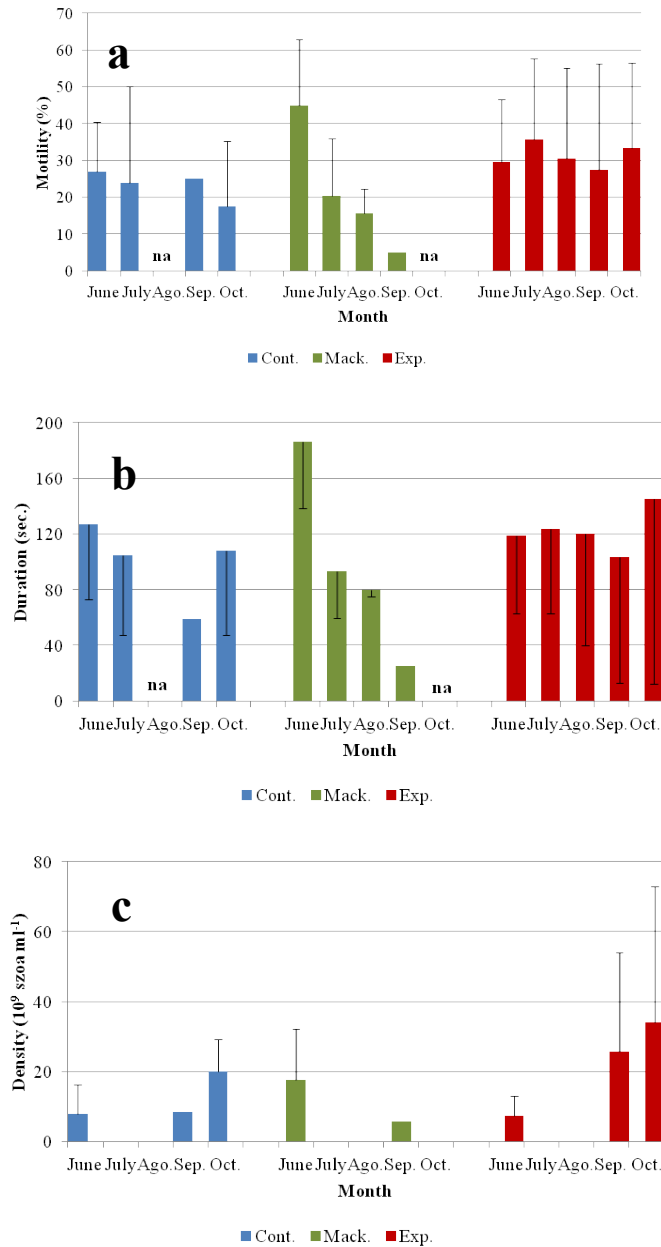 a
Motility (%)
70
60
50
40
30
20
10
0
na
na
June July Ago. Sep. Oct. June July Ago. Sep. Oct. June July Ago. Sep. Oct.
Month
Cont. Mack. Exp.
b
Duration (sec.)
200
160
120
80
40
0
na
na
June July Ago. Sep. Oct. June July Ago. Sep. Oct. June July Ago. Sep. Oct.
Month
Cont. Mack. Exp.
c
Density (10⁹ szoa ml⁻¹)
80
60
40
20
0
June July Ago. Sep. Oct. June July Ago. Sep. Oct. June July Ago. Sep. Oct.
Month
Cont. Mack. Exp.